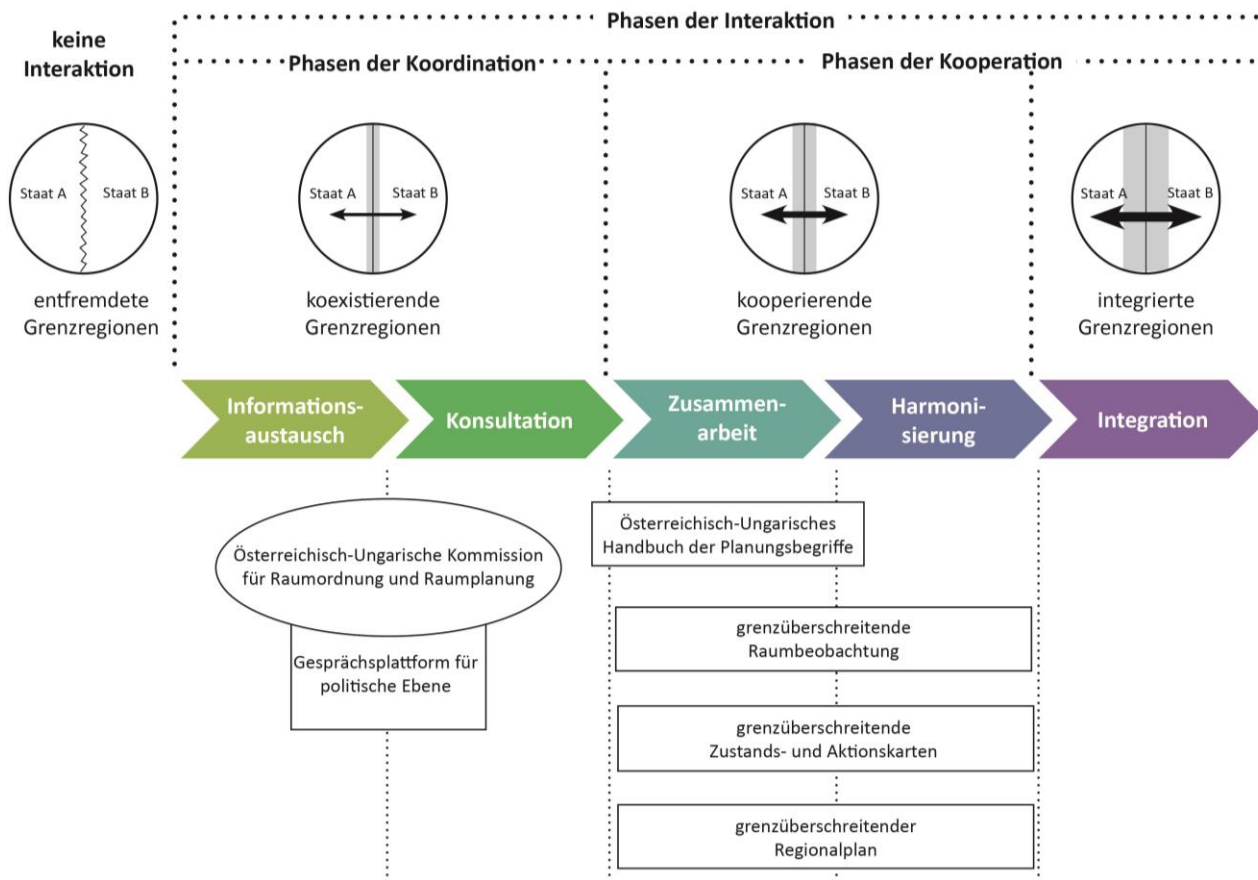 Phasen der Interaktion
keine
Interaktion
Phasen der Koordination
Phasen der Kooperation
Staat A
Staat B
Staat A
Staat B
Staat A
Staat B
Staat A
Staat B
entfremdete
Grenzregionen
koexistierende
Grenzregionen
kooperierende
Grenzregionen
integrierte
Grenzregionen
Informations-
austausch
Konsultation
Zusammen-
arbeit
Harmoni-
sierung
Integration
Österreichisch-Ungarische Kommission
für Raumordnung und Raumplanung
Gesprächsplattform für
politische Ebene
Österreichisch-Ungarisches
Handbuch der Planungsbegriffe
grenzüberschreitende
Raumbeobachtung
grenzüberschreitende
Zustands- und Aktionskarten
grenzüberschreitender
Regionalplan